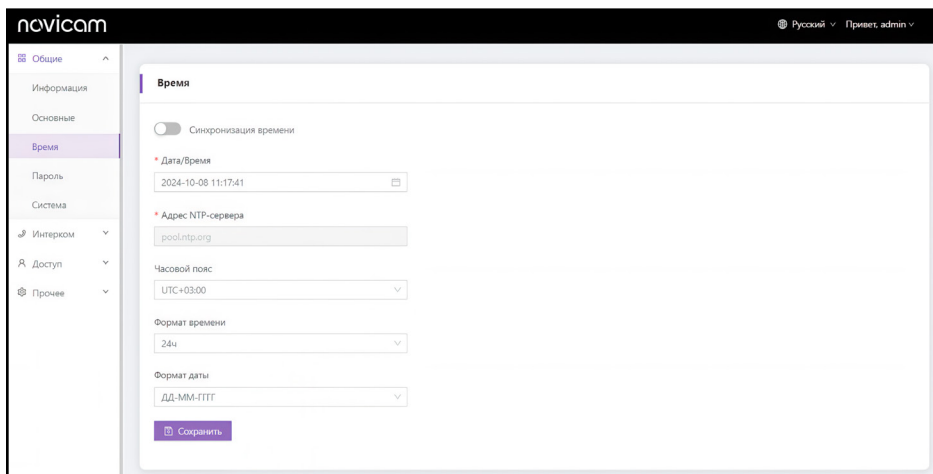 novicam
Русский Привет, admin
Общие
Информация
Основные
Время
Пароль
Система
Интерком
Доступ
Прочее
Время
Синхронизация времени
* Дата/Время
2024-10-08 11:17:41
* Адрес NTP-сервера
pool.ntp.org
Часовой пояс
UTC+03:00
Формат времени
24ч
Формат даты
ДД-ММ-ГГГГ
Сохранить